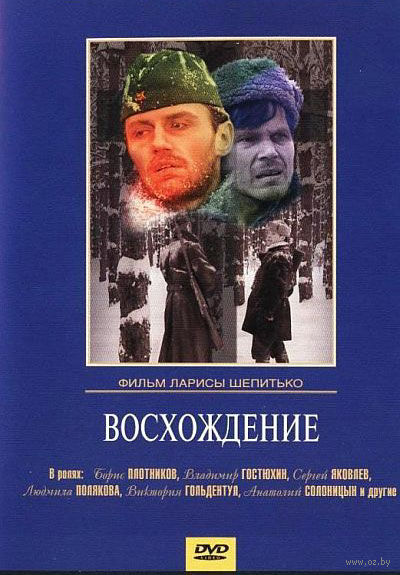 ФИЛЬМ ЛАРИСЫ ШЕПИТЬКО
ВОСХОЖДЕНИЕ
В ролях: Борис ПЛОТНИКОВ, Владимир ГОСТЮХИН, Сергей ЯКОВЛЕВ,
Людмила ПОЛЯКОВА, Виктория ГОЛЬДЕНТУЛ, Анатолий СОЛОНИЦЫН и другие
DVD
VIDEO
www.oz.by